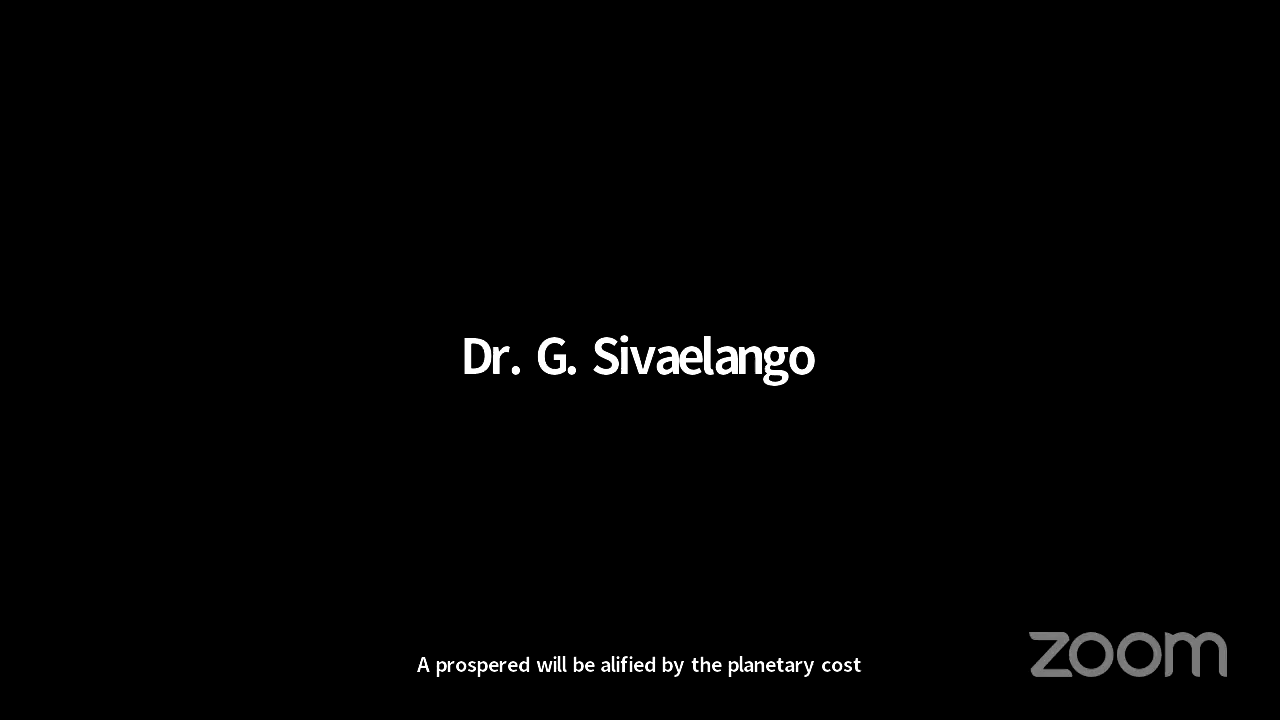 Dr. G. Sivaelango
A prospered will be alified by the planetary cost
zoom